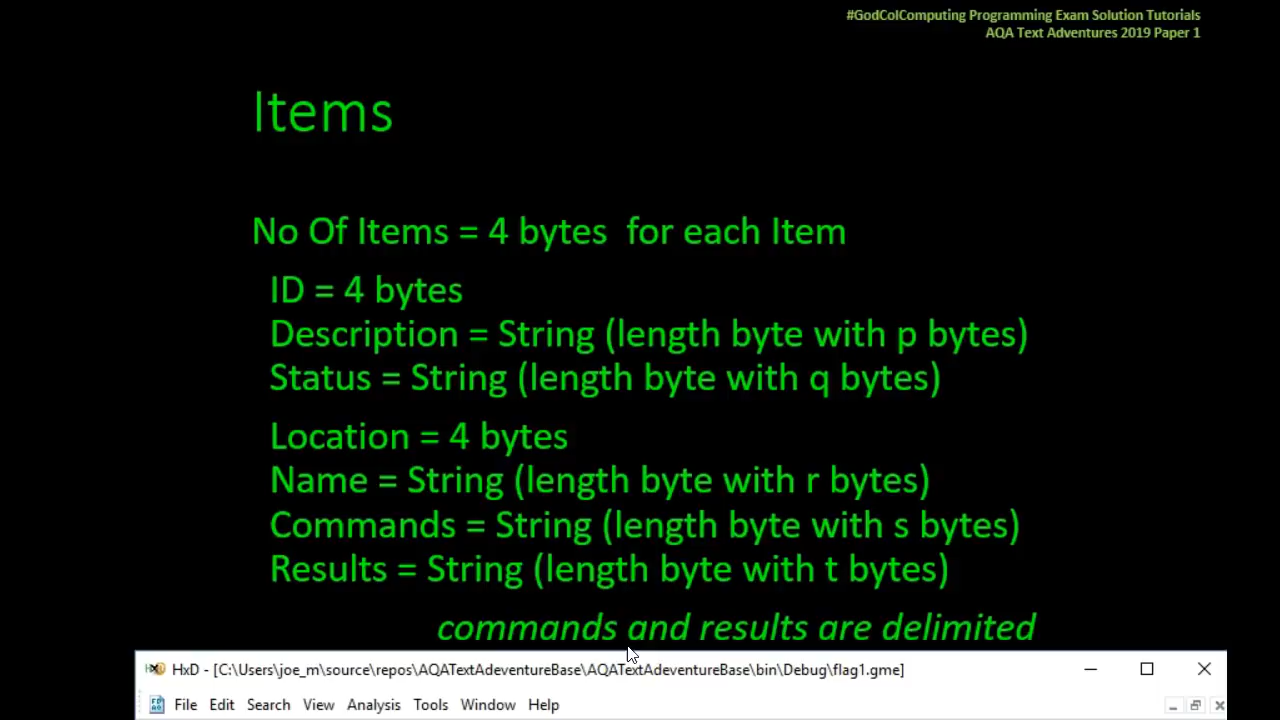 #GodColComputing Programming Exam Solution Tutorials
AQA Text Adventures 2019 Paper 1
Items
No Of Items = 4 bytes for each Item
ID = 4 bytes
Description = String (length byte with p bytes)
Status = String (length byte with q bytes)
Location = 4 bytes
Name = String (length byte with r bytes)
Commands = String (length byte with s bytes)
Results = String (length byte with t bytes)
commands and results are delimited
HxD - [C:\Users\joe_m\source\repos\AQATextAdeventureBase\AQATextAdeventureBase\bin\Debug\flag1.gme]
File Edit Search View Analysis Tools Window Help